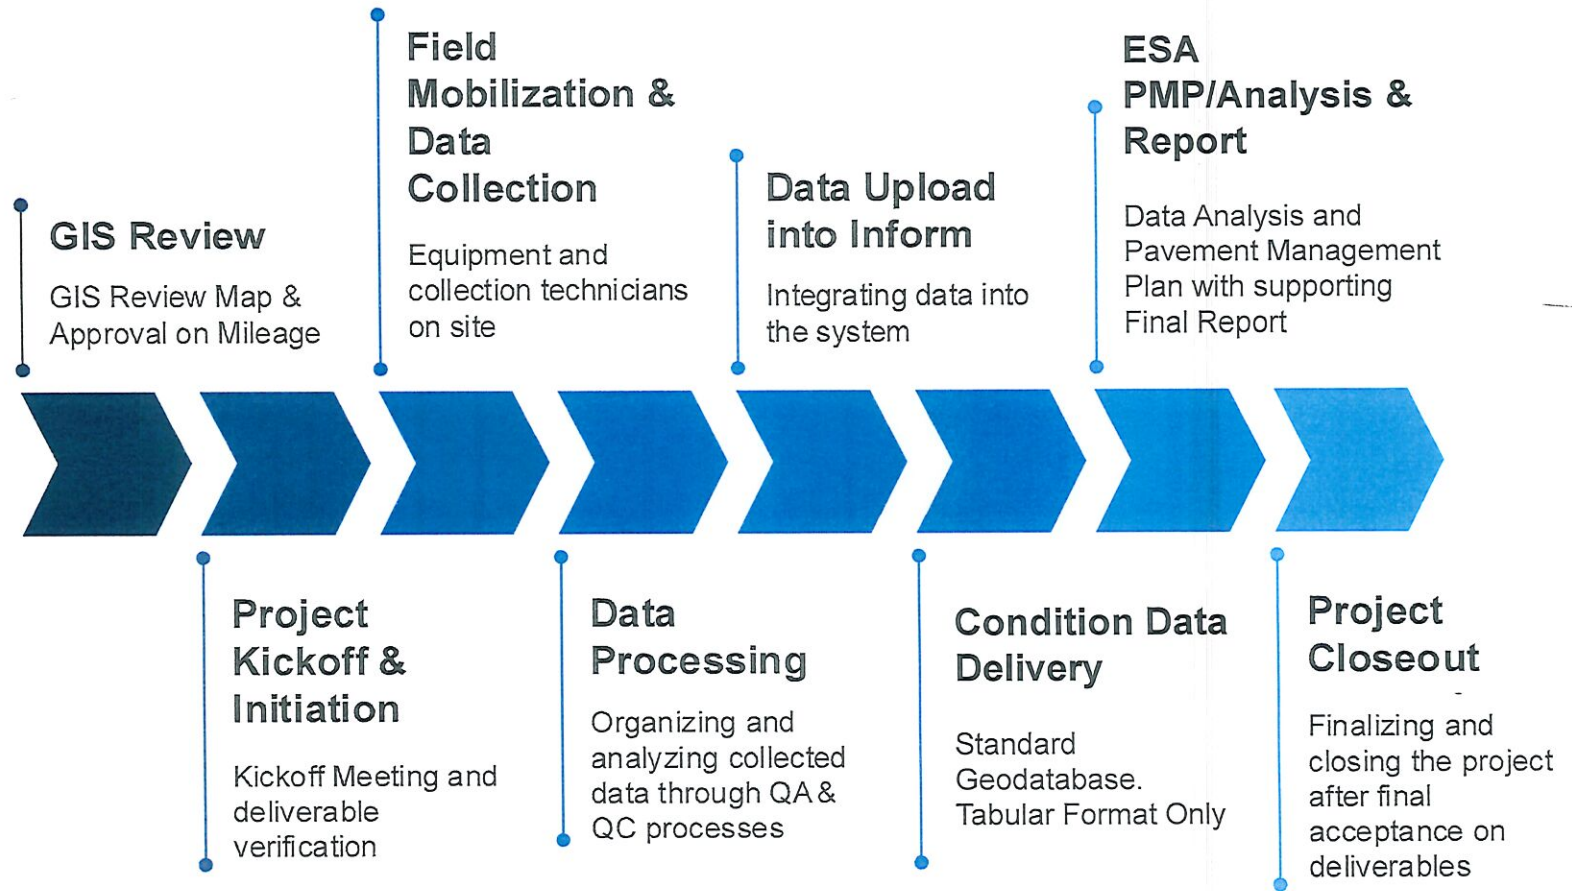 GIS Review
GIS Review Map &
Approval on Mileage
Project
Kickoff &
Initiation
Kickoff Meeting and
deliverable
verification
Field
Mobilization &
Data
Collection
Equipment and
collection technicians
on site
Data
Processing
Organizing and
analyzing collected
data through QA &
QC processes
Data Upload
into Inform
Integrating data into
the system
Condition Data
Delivery
Standard
Geodatabase.
Tabular Format Only
ESA
PMP/Analysis &
Report
Data Analysis and
Pavement Management
Plan with supporting
Final Report
Project
Closeout
Finalizing and
closing the project
after final
acceptance on
deliverables